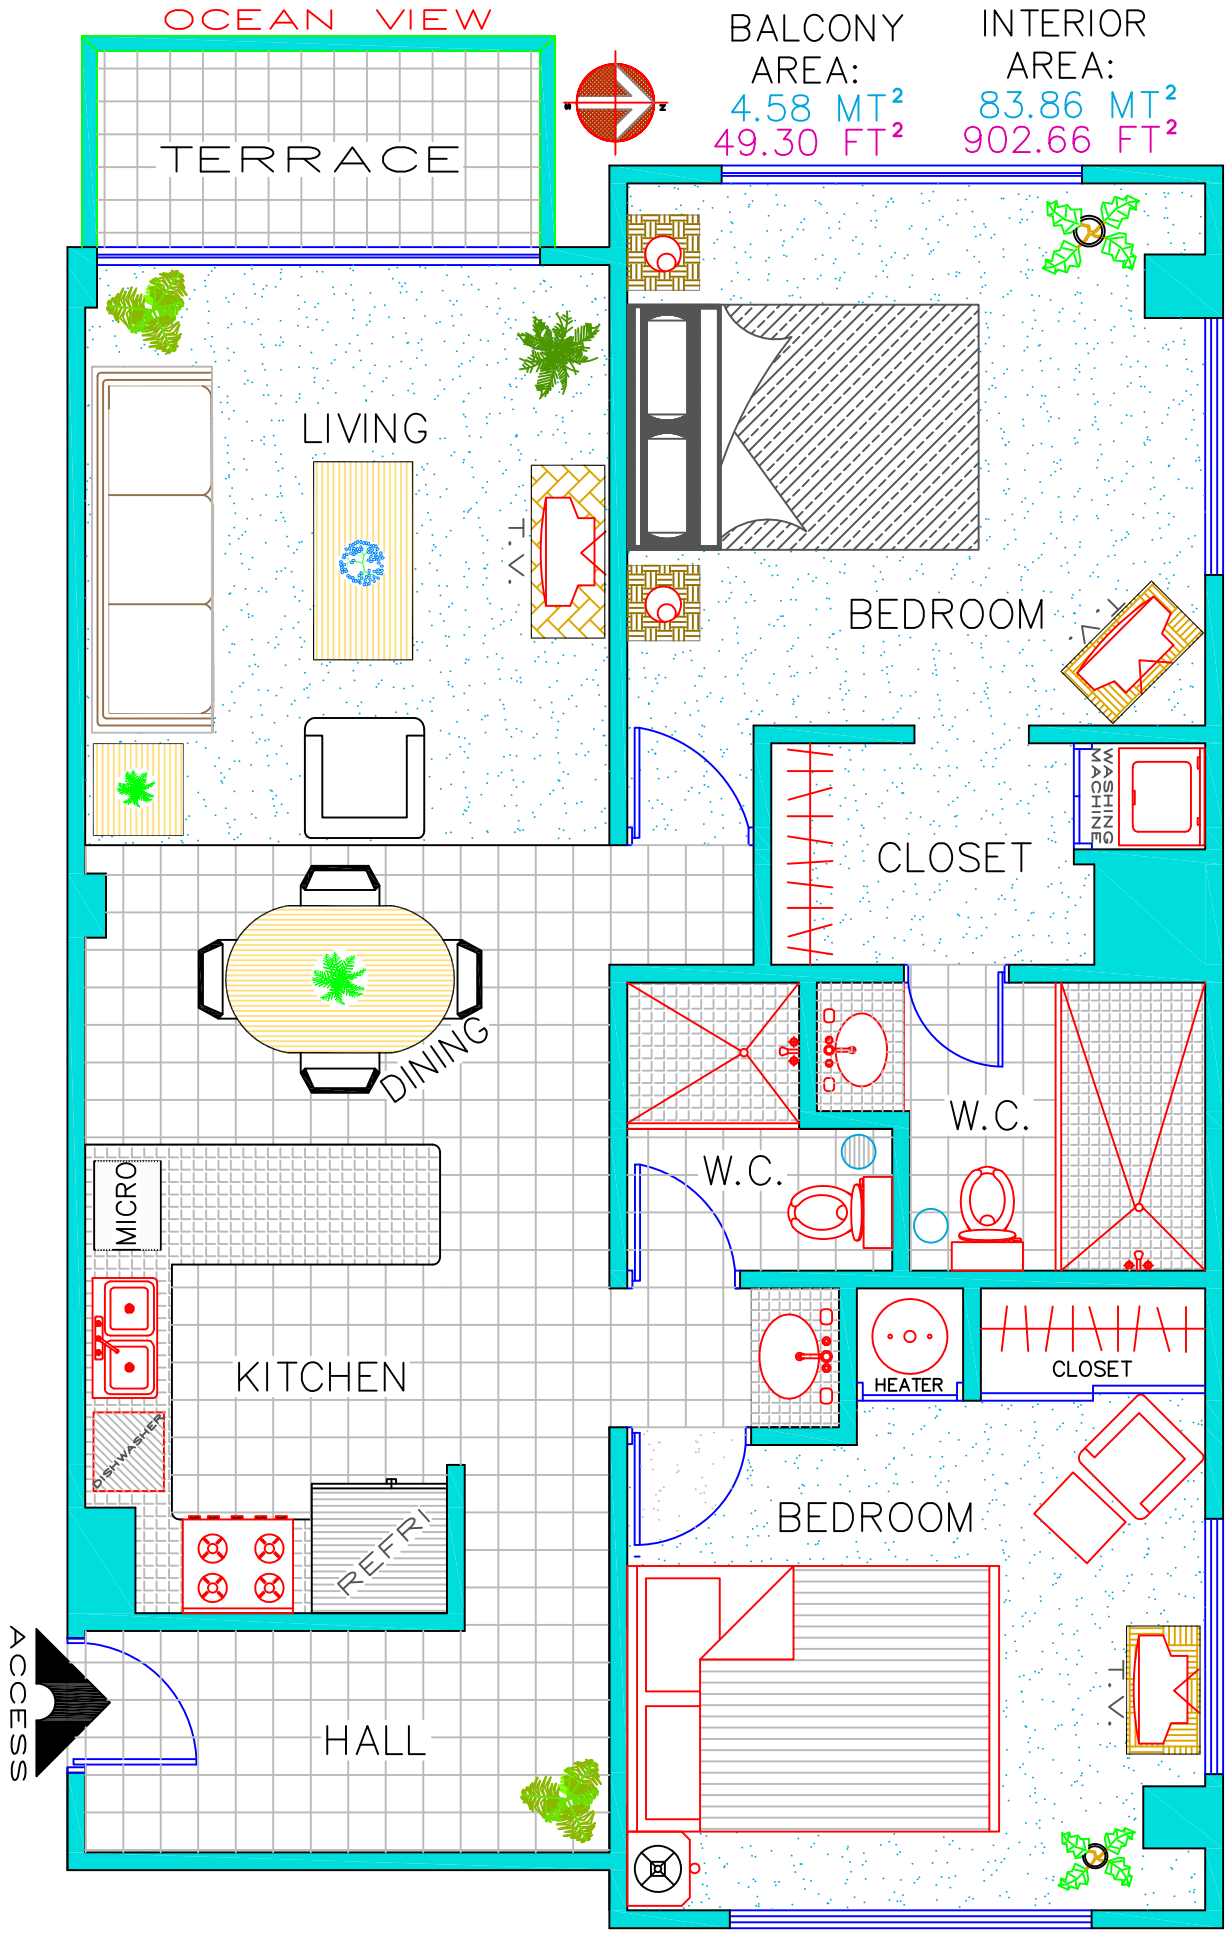 OCEAN VIEW
BALCONY
AREA:
4.58 MT²
49.30 FT²
INTERIOR
AREA:
83.86 MT²
902.66 FT²
S
N
TERRACE
LIVING
T.V.
BEDROOM
T.V.
WASHING
MACHINE
CLOSET
DINING
W.C.
W.C.
MICRO
KITCHEN
HEATER
CLOSET
DISHWASHER
REFRI
BEDROOM
T.V.
ACCESS
HALL